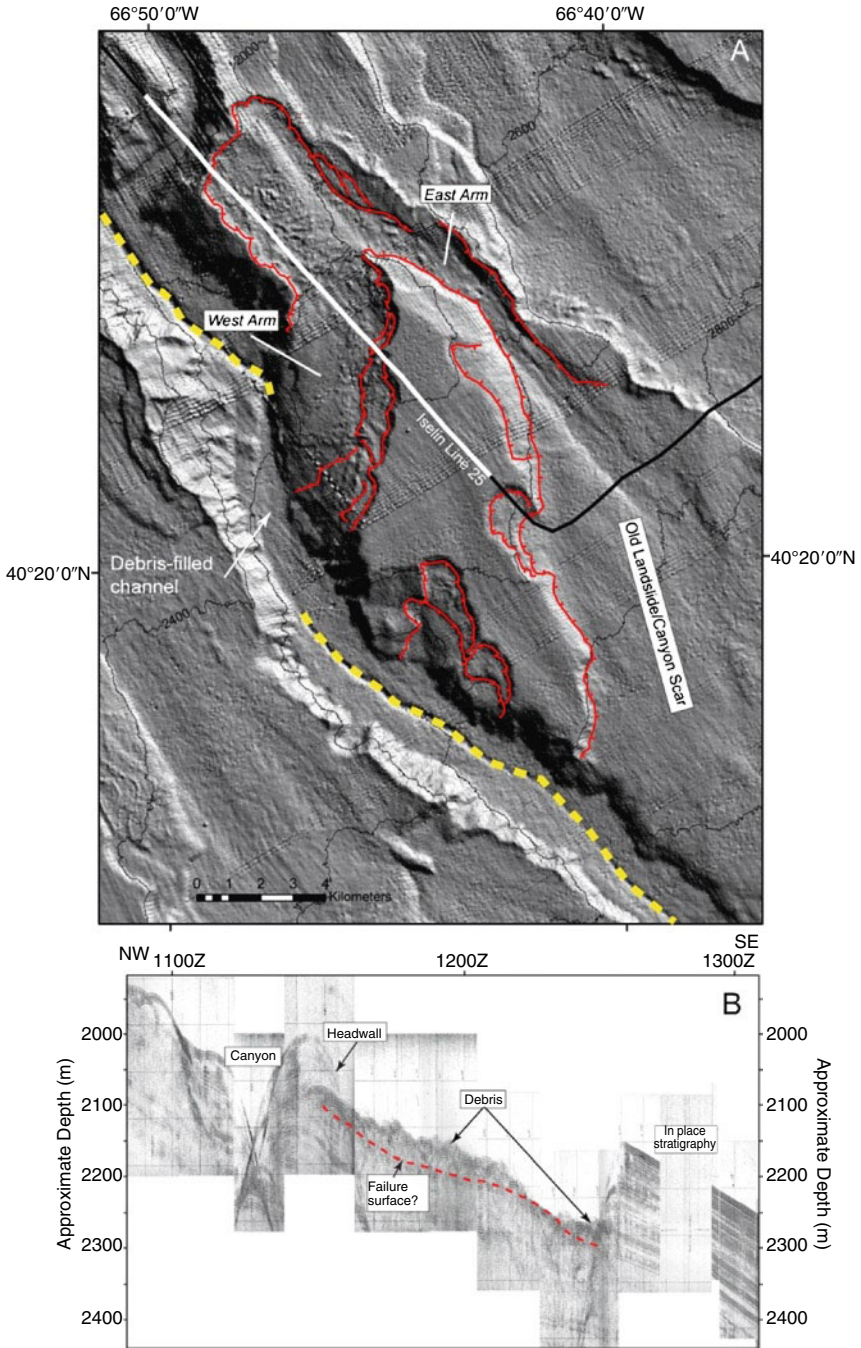 66°50′0″W 66°40′0″W
A
2000
2600
East Arm
West Arm
2800
Iselin Line 25
Debris-filled
channel
40°20′0″N
40°20′0″N
2400
Old Landslide/Canyon Scar
0 1 2 3 4
Kilometers
NW SE
1100Z 1200Z 1300Z
B
2000 2000
Headwall
Canyon
2100 2100
Debris
In place
stratigraphy
2200 2200
Failure
surface?
2300 2300
2400 2400
Approximate Depth (m)
Approximate Depth (m)